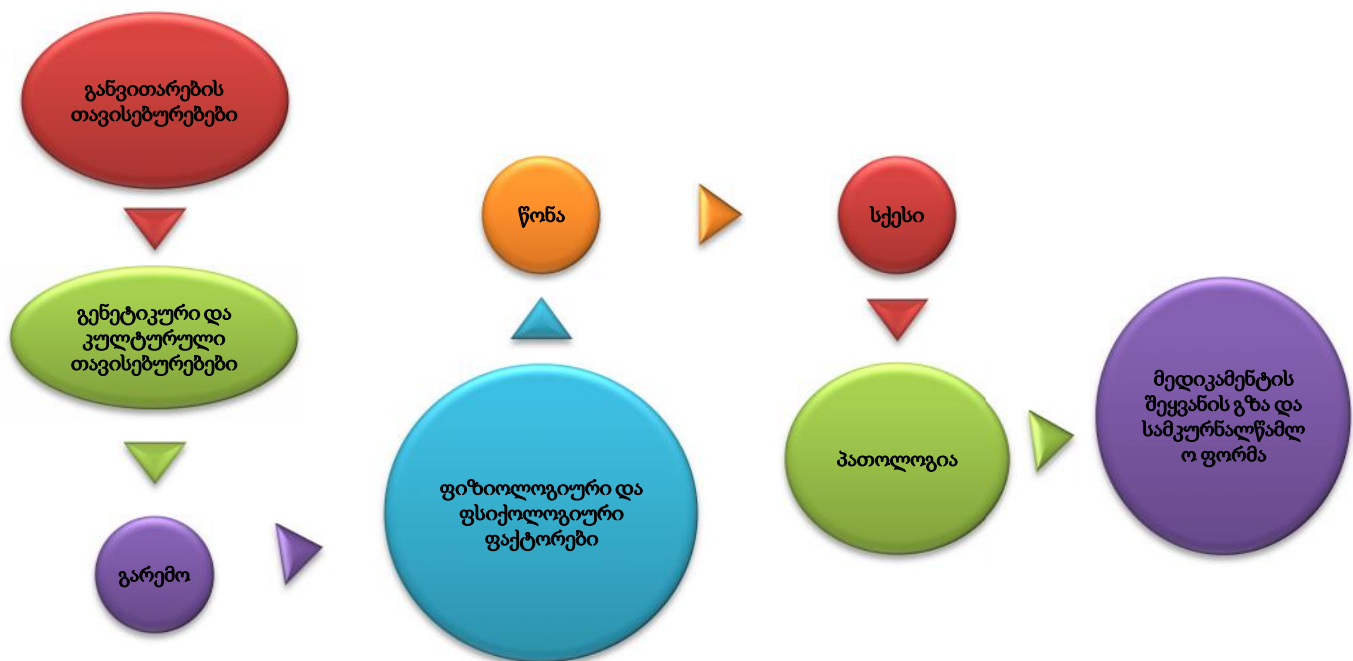 განვითარების
თავისებურებები
გენეტიკური და
კულტურული
თავისებურებები
გარემო
ფიზიოლოგიური და
ფსიქოლოგიური
ფაქტორები
წონა
სქესი
პათოლოგია
მედიკამენტის
შეყვანის გზა და
სამკურნალწამლ
ო ფორმა